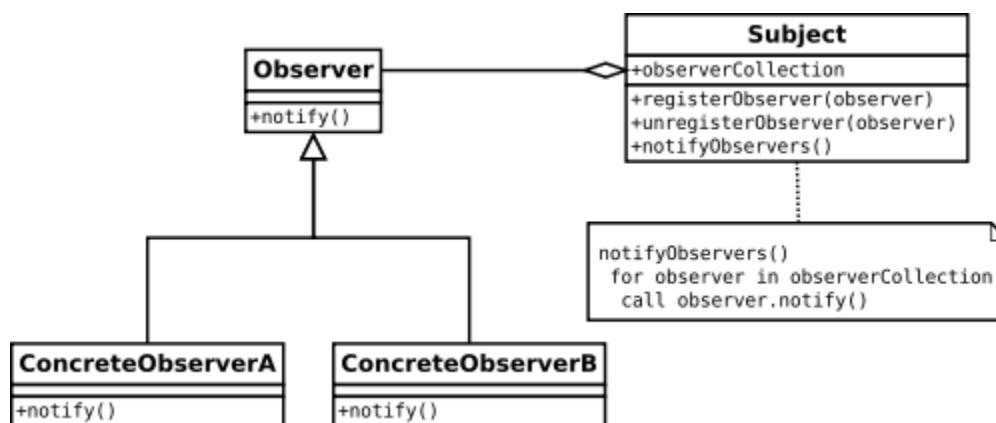 Observer
+notify()
Subject
+observerCollection
+registerObserver(observer)
+unregisterObserver(observer)
+notifyObservers()
notifyObservers()
for observer in observerCollection
call observer.notify()
ConcreteObserverA
+notify()
ConcreteObserverB
+notify()